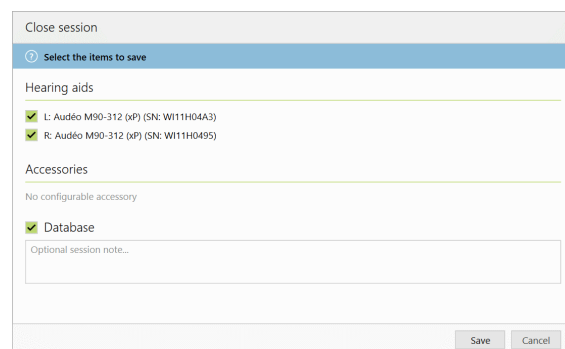 Close session
? Select the items to save
Hearing aids
L: Audéo M90-312 (xP) (SN: WI11H04A3)
R: Audéo M90-312 (xP) (SN: WI11H0495)
Accessories
No configurable accessory
Database
Optional session note...
Save Cancel